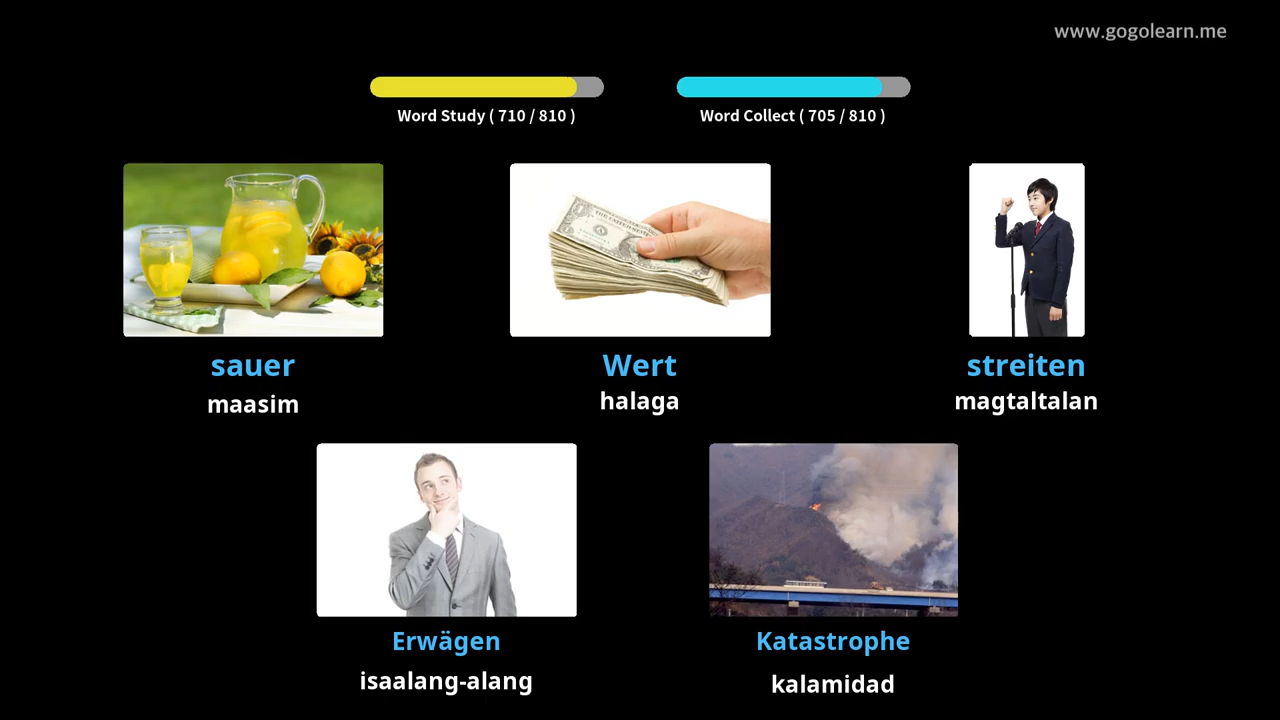 www.gogolearn.me
Word Study ( 710 / 810 )
Word Collect ( 705 / 810 )
sauer
maasim
Wert
halaga
streiten
magtaltalan
Erwägen
isaalang-alang
Katastrophe
kalamidad